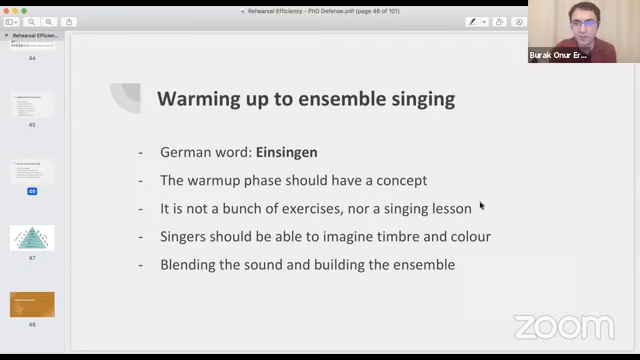 Rehearsal Efficiency - PhD Defense.pdf (page 46 of 101)
Rehearsal Efficien...
44
45
46
47
48
Warming up to ensemble singing
- German word: Einsingen
- The warmup phase should have a concept
- It is not a bunch of exercises, nor a singing lesson
- Singers should be able to imagine timbre and colour
- Blending the sound and building the ensemble
Burak Onur Er...
zoom